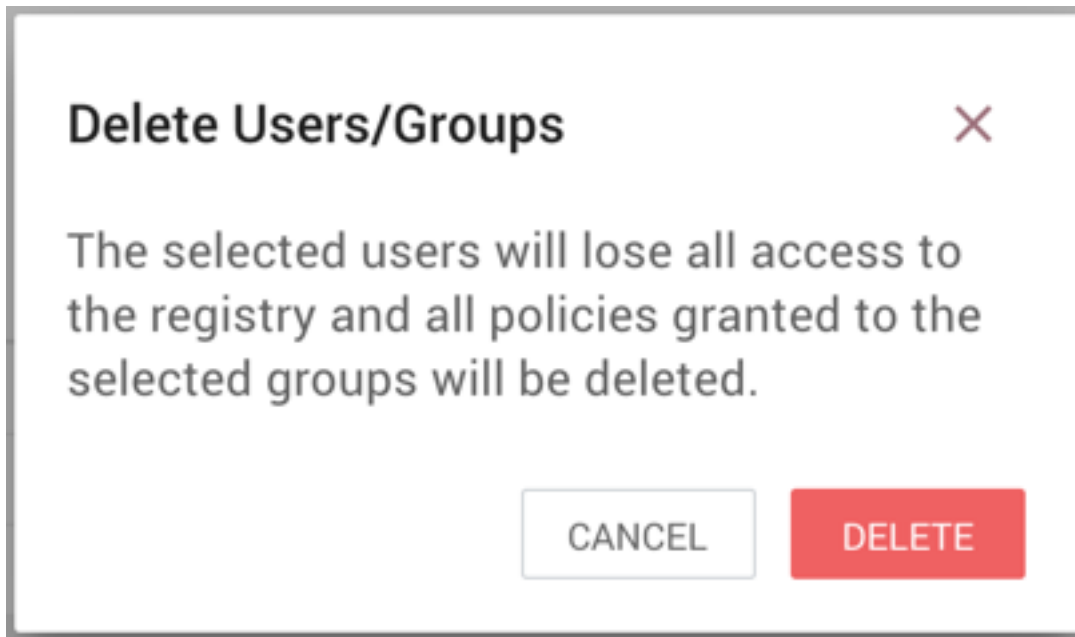 Delete Users/Groups
The selected users will lose all access to
the registry and all policies granted to the
selected groups will be deleted.
CANCEL
DELETE